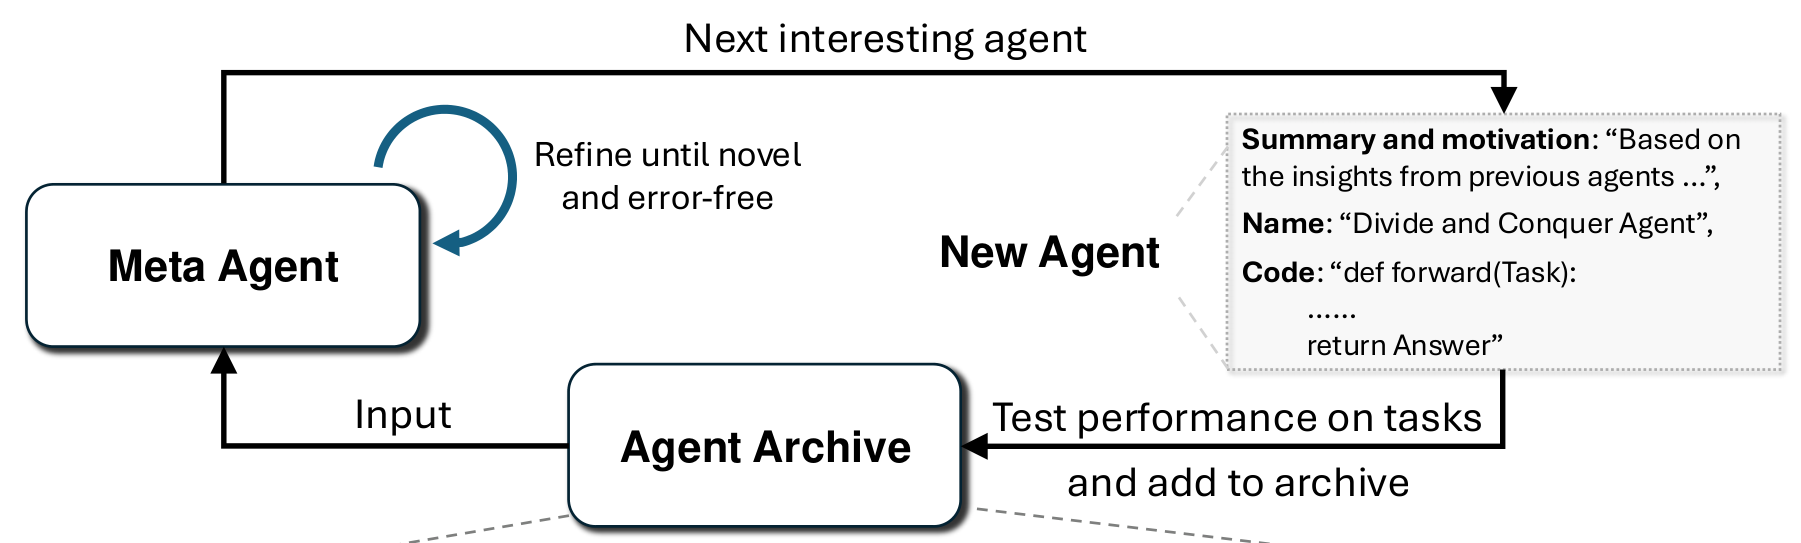 Next interesting agent
Refine until novel
and error-free
Meta Agent
New Agent
Summary and motivation: “Based on
the insights from previous agents ...”,
Name: “Divide and Conquer Agent”,
Code: “def forward(Task):
......
return Answer”
Input
Agent Archive
Test performance on tasks
and add to archive